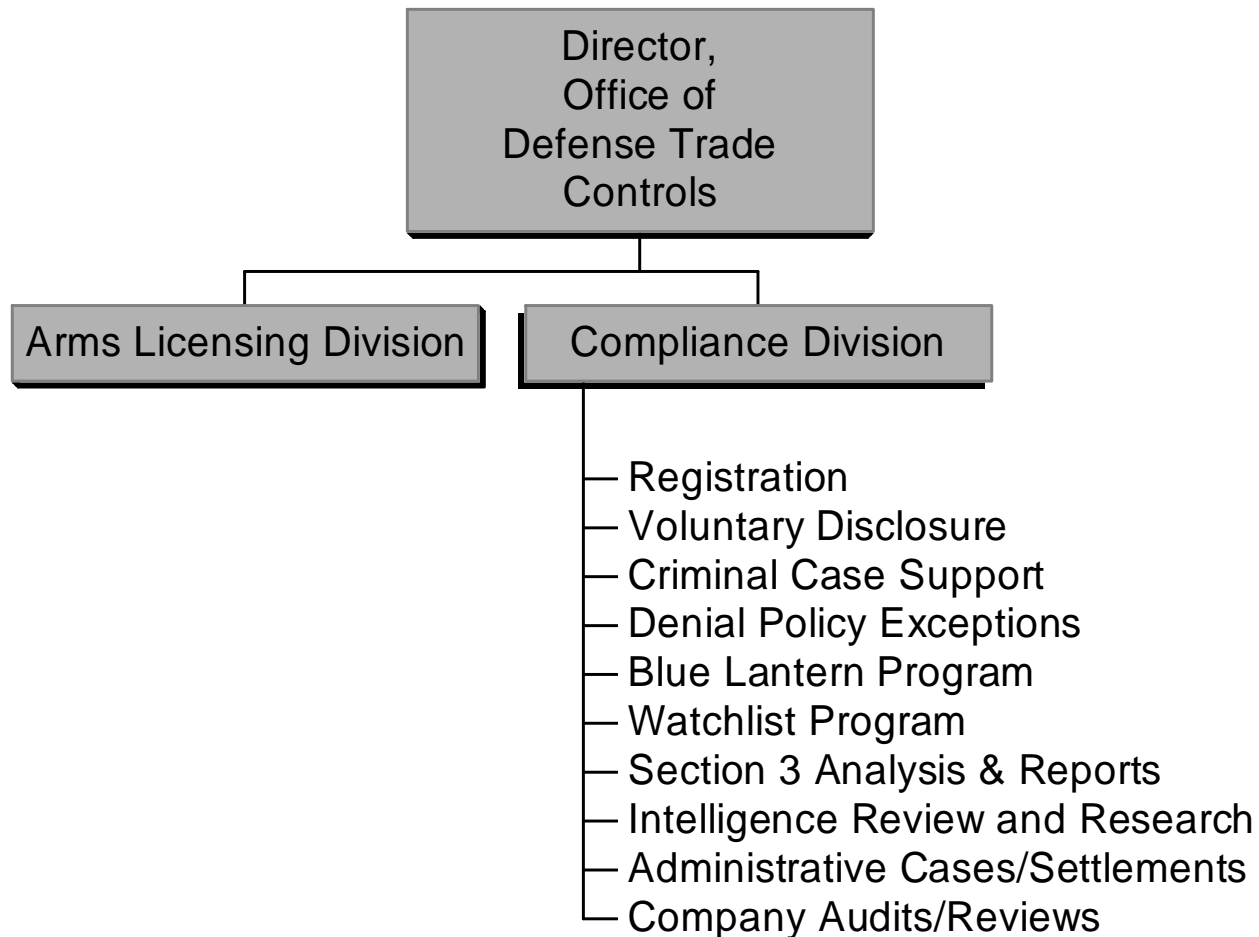 Director,
Office of
Defense Trade
Controls
Arms Licensing Division
Compliance Division
Registration
Voluntary Disclosure
Criminal Case Support
Denial Policy Exceptions
Blue Lantern Program
Watchlist Program
Section 3 Analysis & Reports
Intelligence Review and Research
Administrative Cases/Settlements
Company Audits/Reviews